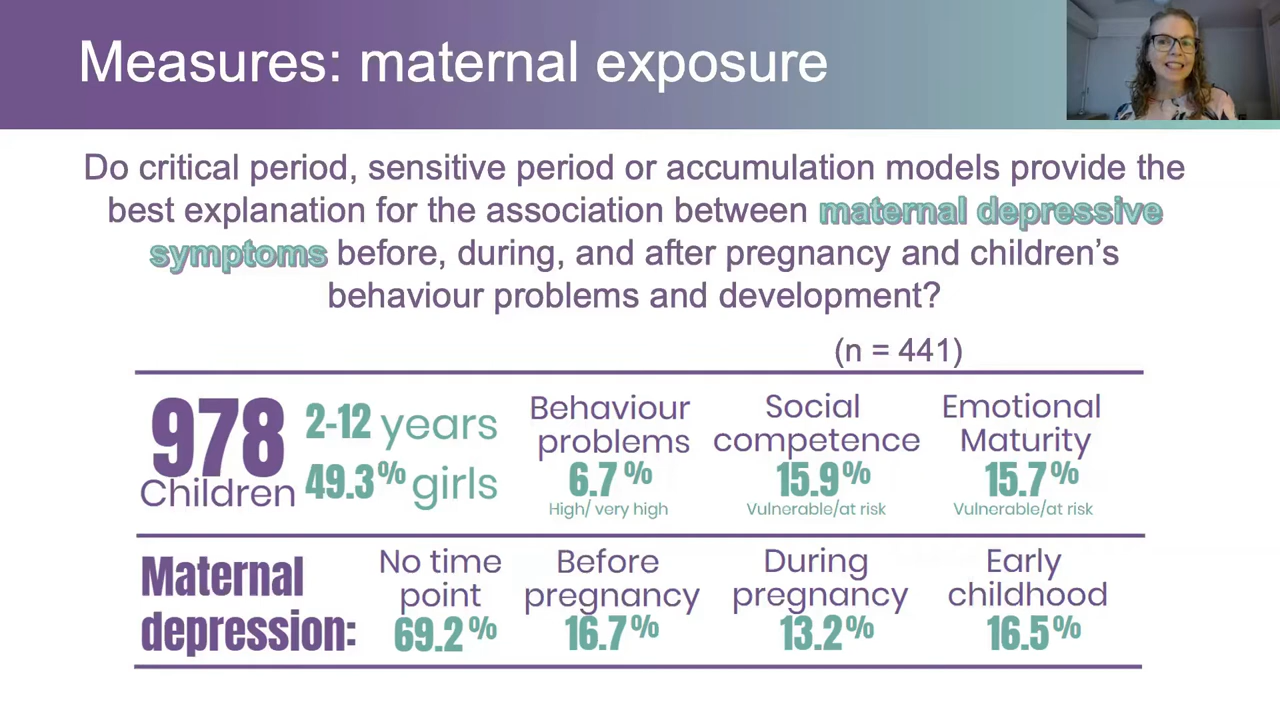 Measures: maternal exposure
Do critical period, sensitive period or accumulation models provide the
best explanation for the association between maternal depressive
symptoms before, during, and after pregnancy and children’s
behaviour problems and development?
(n = 441)
978
Children
2-12 years
49.3% girls
Behaviour
problems
6.7%
High/ very high
Social
competence
15.9%
Vulnerable/at risk
Emotional
Maturity
15.7%
Vulnerable/at risk
Maternal
depression:
No time
point
69.2%
Before
pregnancy
16.7%
During
pregnancy
13.2%
Early
childhood
16.5%